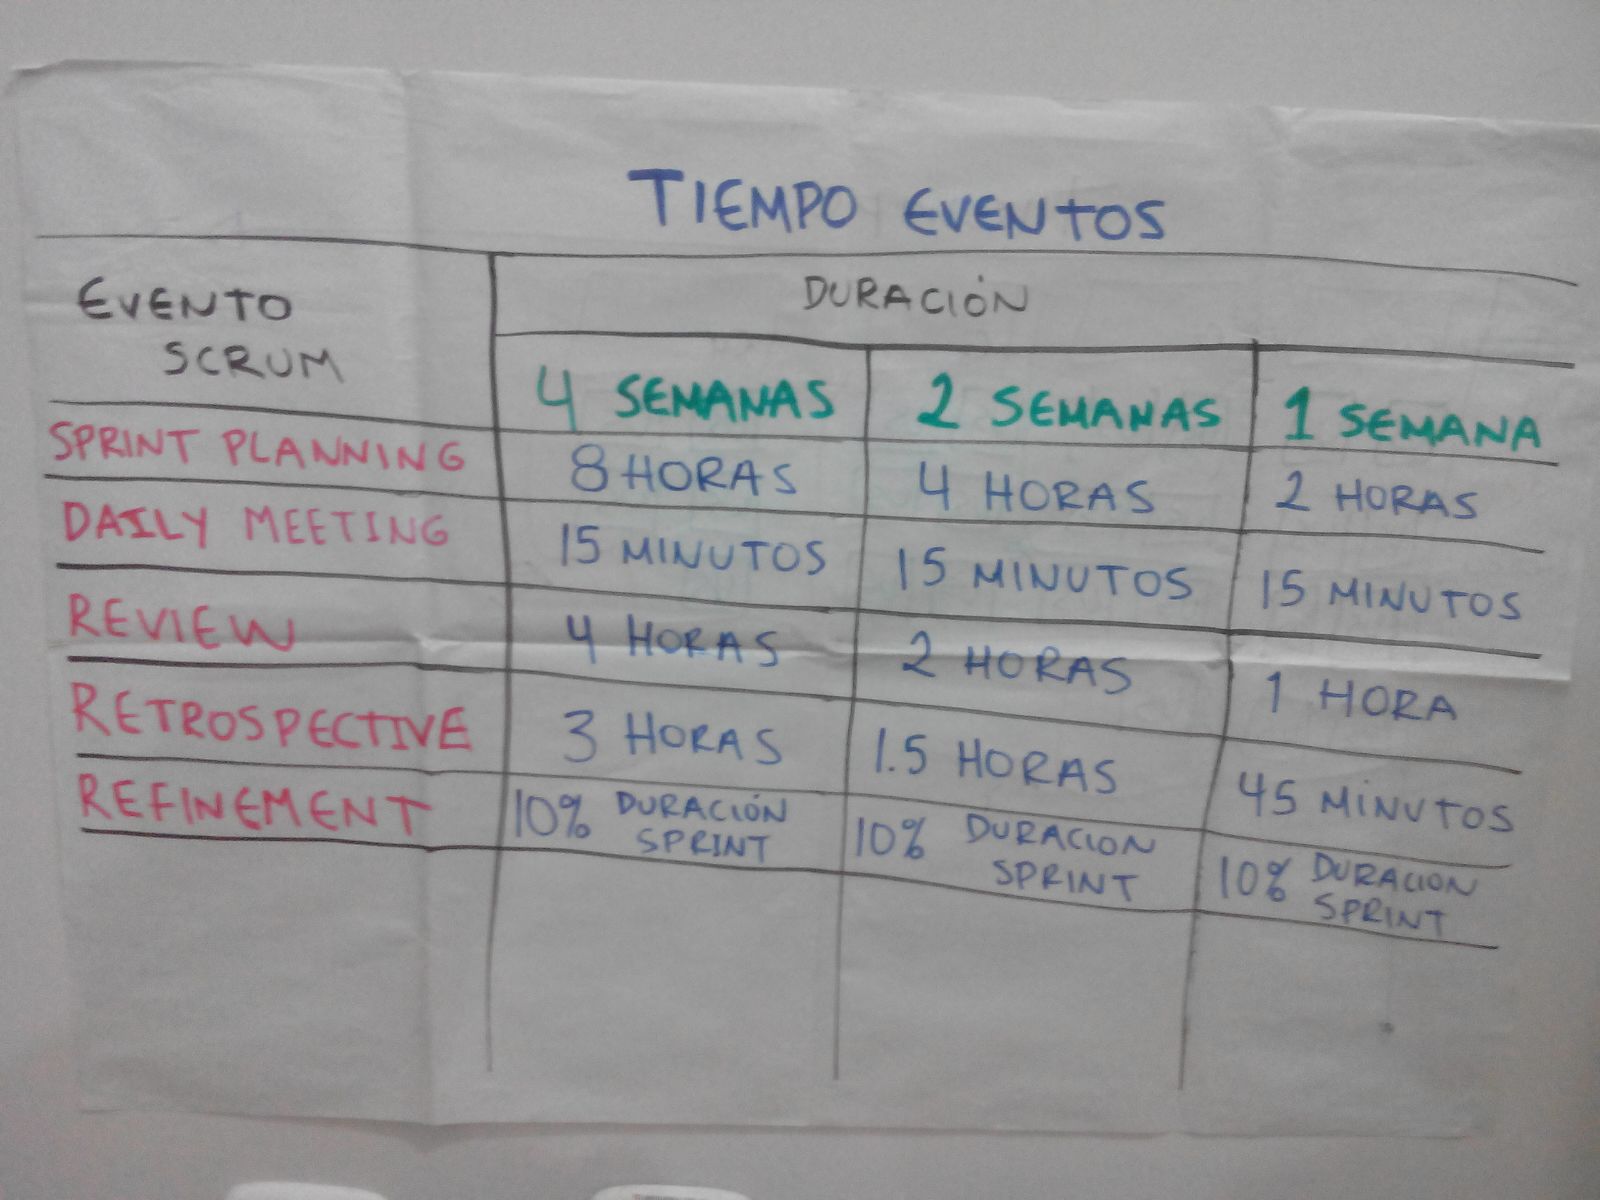 TIEMPO EVENTOS
EVENTO
SCRUM
DURACIÓN
4 SEMANAS 2 SEMANAS 1 SEMANA
SPRINT PLANNING 8 HORAS 4 HORAS 2 HORAS
DAILY MEETING 15 MINUTOS 15 MINUTOS 15 MINUTOS
REVIEW 4 HORAS 2 HORAS 1 HORA
RETROSPECTIVE 3 HORAS 1.5 HORAS 45 MINUTOS
REFINEMENT 10% DURACIÓN SPRINT 10% DURACION SPRINT 10% DURACION SPRINT